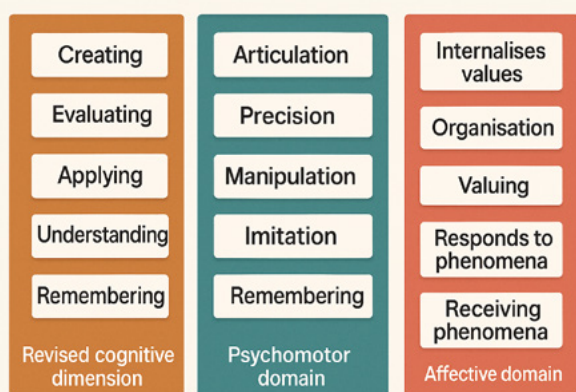 Creating
Evaluating
Applying
Understanding
Remembering
Revised cognitive
dimension
Articulation
Precision
Manipulation
Imitation
Remembering
Psychomotor
domain
Internalises
values
Organisation
Valuing
Responds to
phenomena
Receiving
phenomena
Affective domain